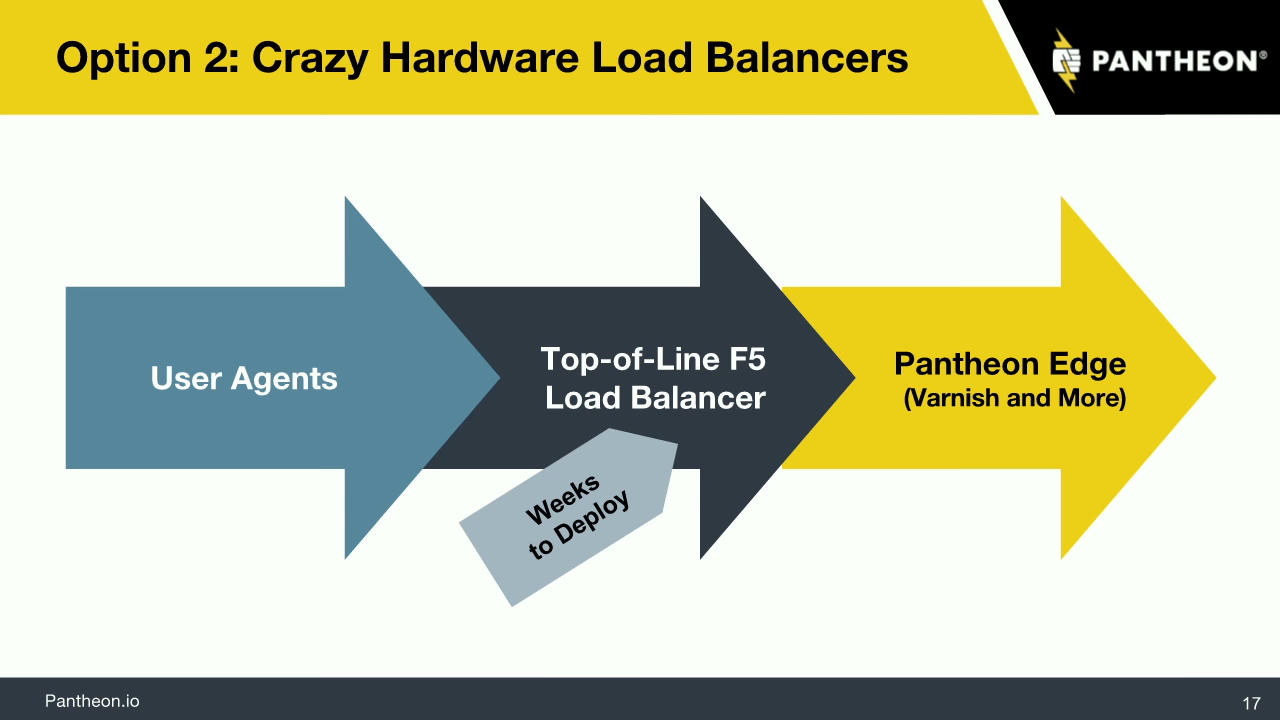 Option 2: Crazy Hardware Load Balancers
PANTHEON®
User Agents
Top-of-Line F5
Load Balancer
Pantheon Edge
(Varnish and More)
Weeks
to Deploy
Pantheon.io
17